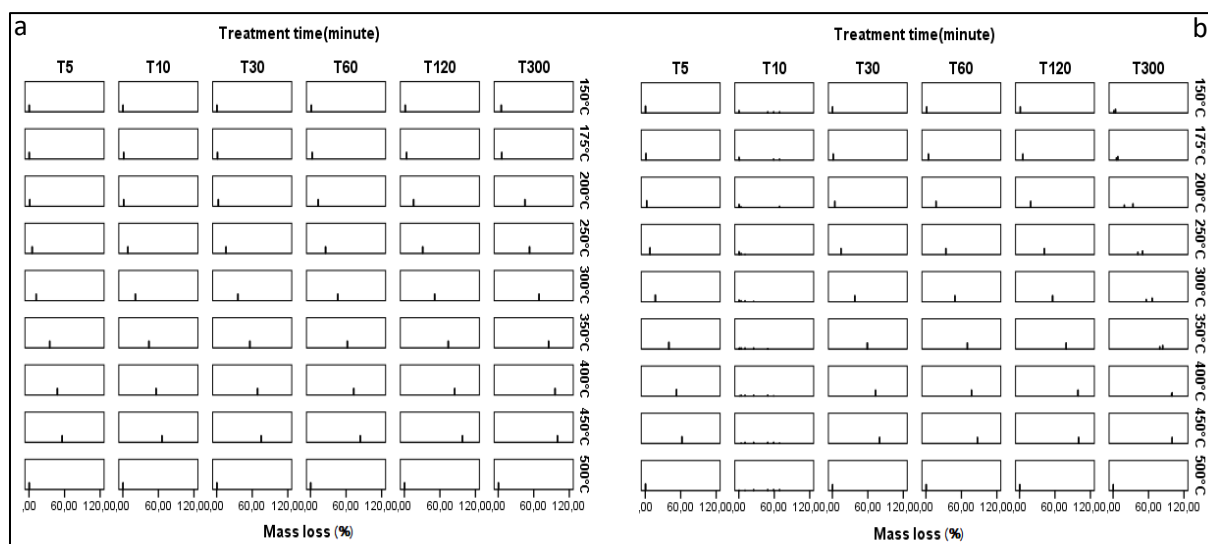 a
Treatment time(minute)
T5 T10 T30 T60 T120 T300
150°C
175°C
200°C
250°C
300°C
350°C
400°C
450°C
500°C
,00 60,00 120,00 ,00 60,00 120,00 ,00 60,00 120,00 ,00 60,00 120,00 ,00 60,00 120,00 ,00 60,00 120,00
Mass loss (%)
b
Treatment time(minute)
T5 T10 T30 T60 T120 T300
150°C
175°C
200°C
250°C
300°C
350°C
400°C
450°C
500°C
,00 60,00 120,00 ,00 60,00 120,00 ,00 60,00 120,00 ,00 60,00 120,00 ,00 60,00 120,00 ,00 60,00 120,00
Mass loss (%)